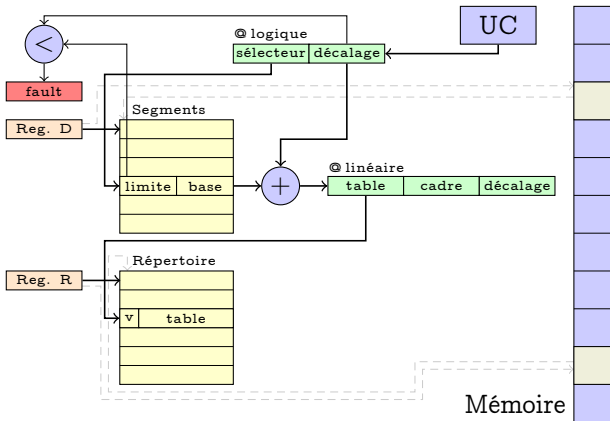 UC
@ logique
<
sélecteur décalage
fault
Segments
Reg. D
@ linéaire
limite base + table cadre décalage
Répertoire
Reg. R
v table
Mémoire